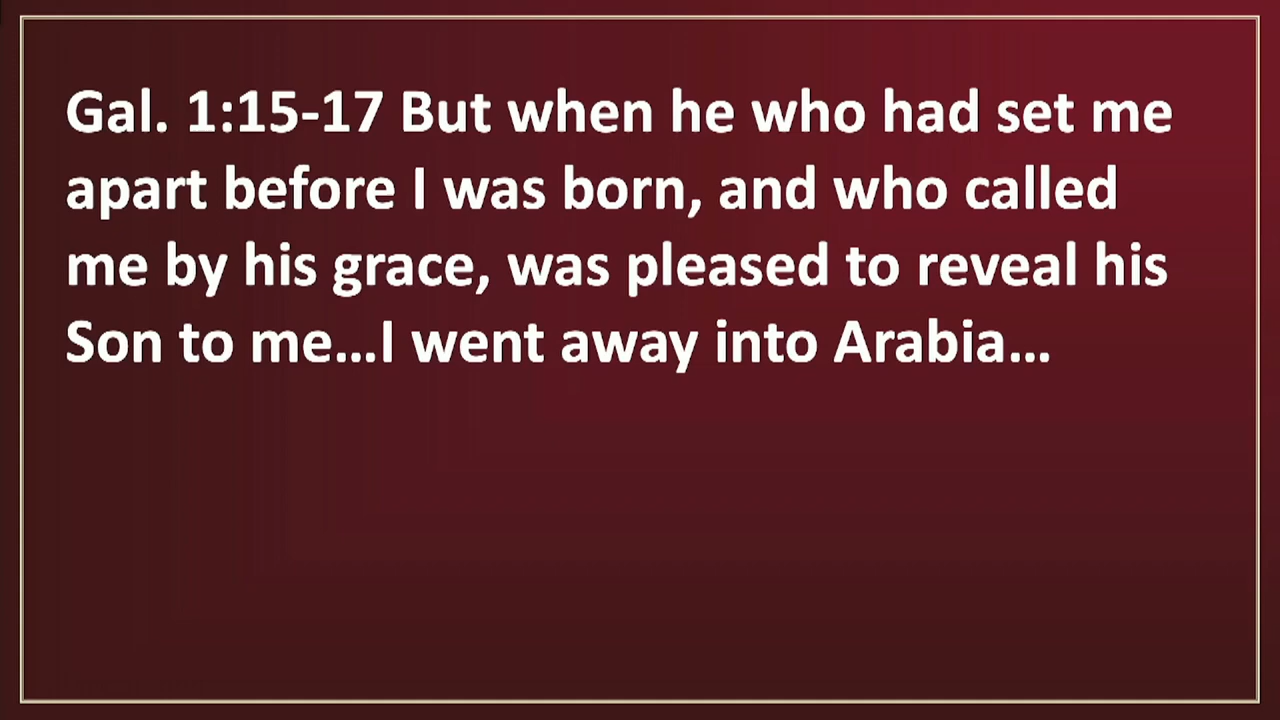 Gal. 1:15-17 But when he who had set me
apart before I was born, and who called
me by his grace, was pleased to reveal his
Son to me…I went away into Arabia…